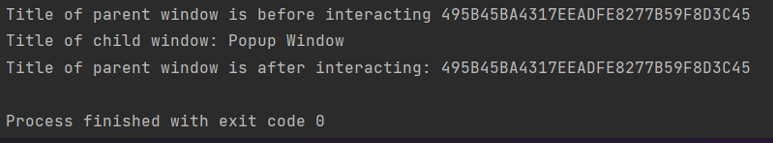 Title of parent window is before interacting 495B45BA4317EEADFE8277B59F8D3C45
Title of child window: Popup Window
Title of parent window is after interacting: 495B45BA4317EEADFE8277B59F8D3C45
Process finished with exit code 0